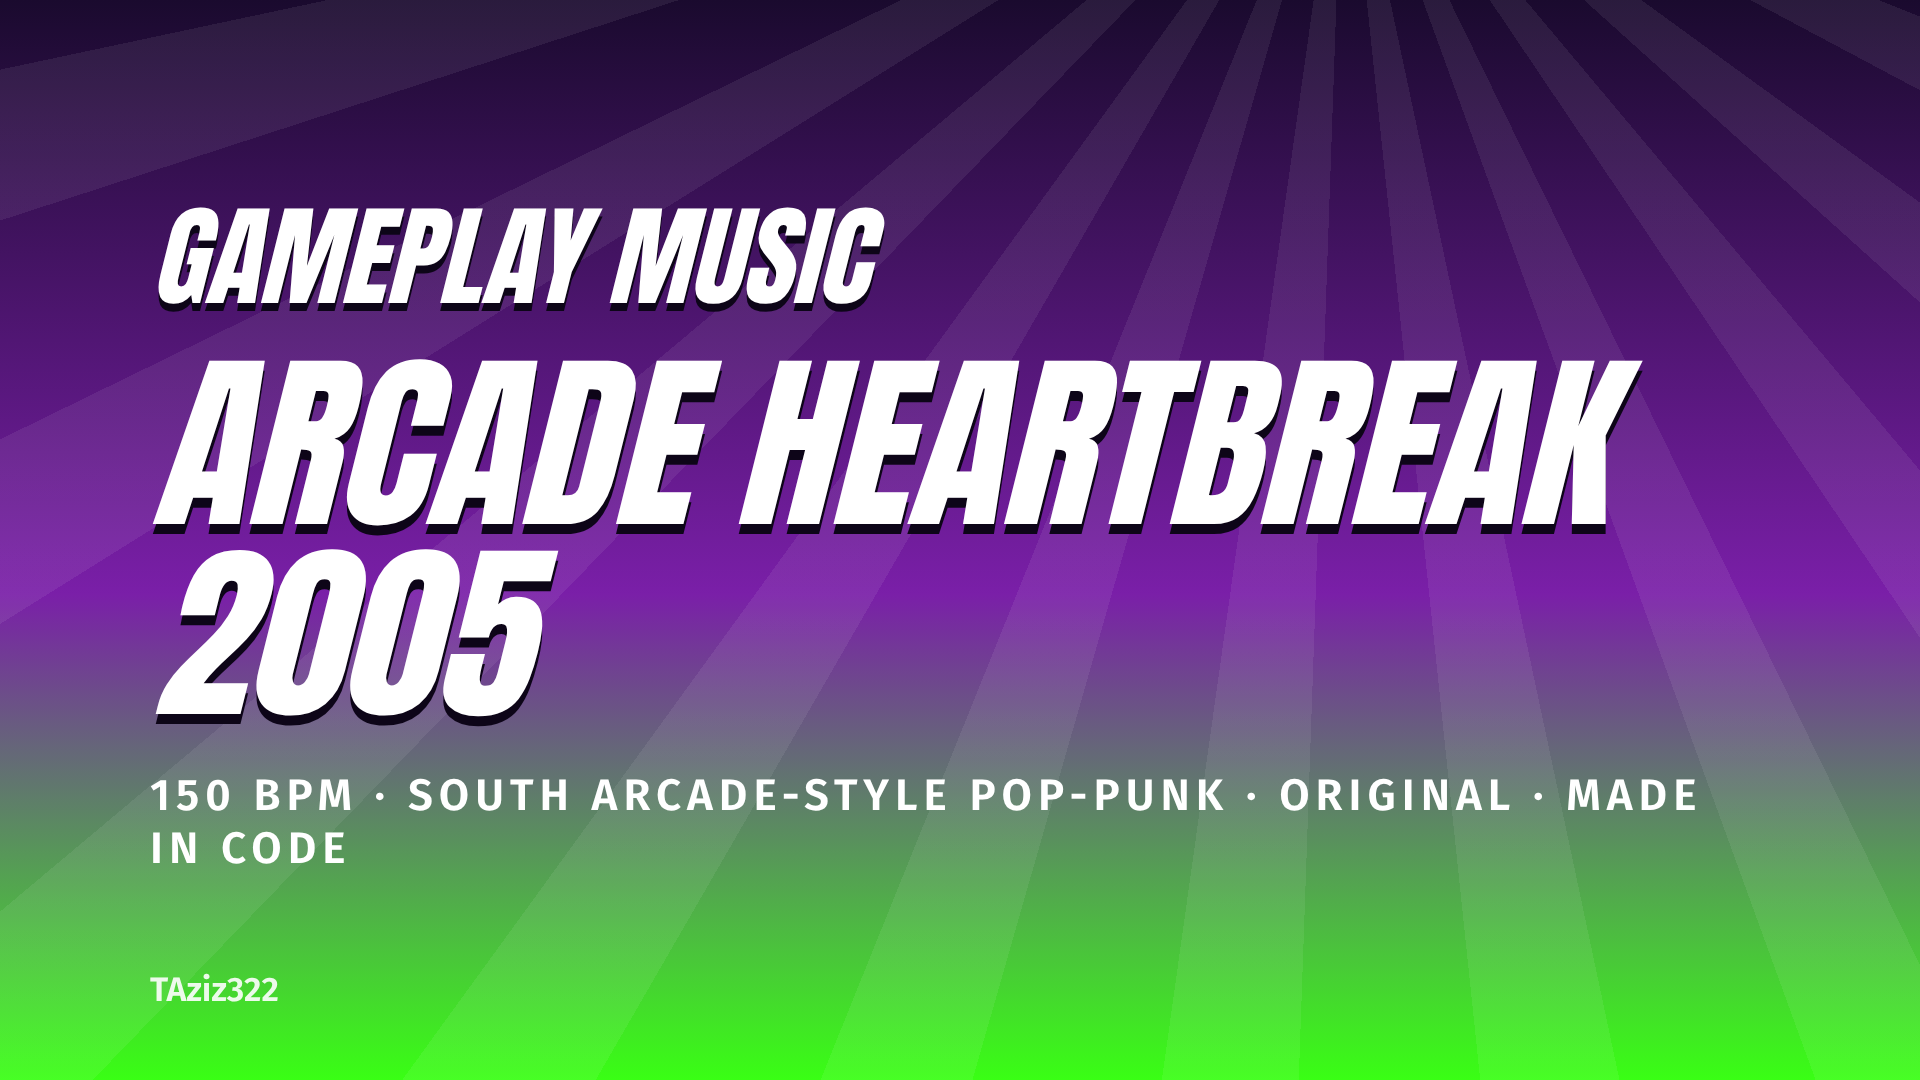 GAMEPLAY MUSIC
ARCADE HEARTBREAK
2005
150 BPM · SOUTH ARCADE-STYLE POP-PUNK · ORIGINAL · MADE
IN CODE
TAziz322